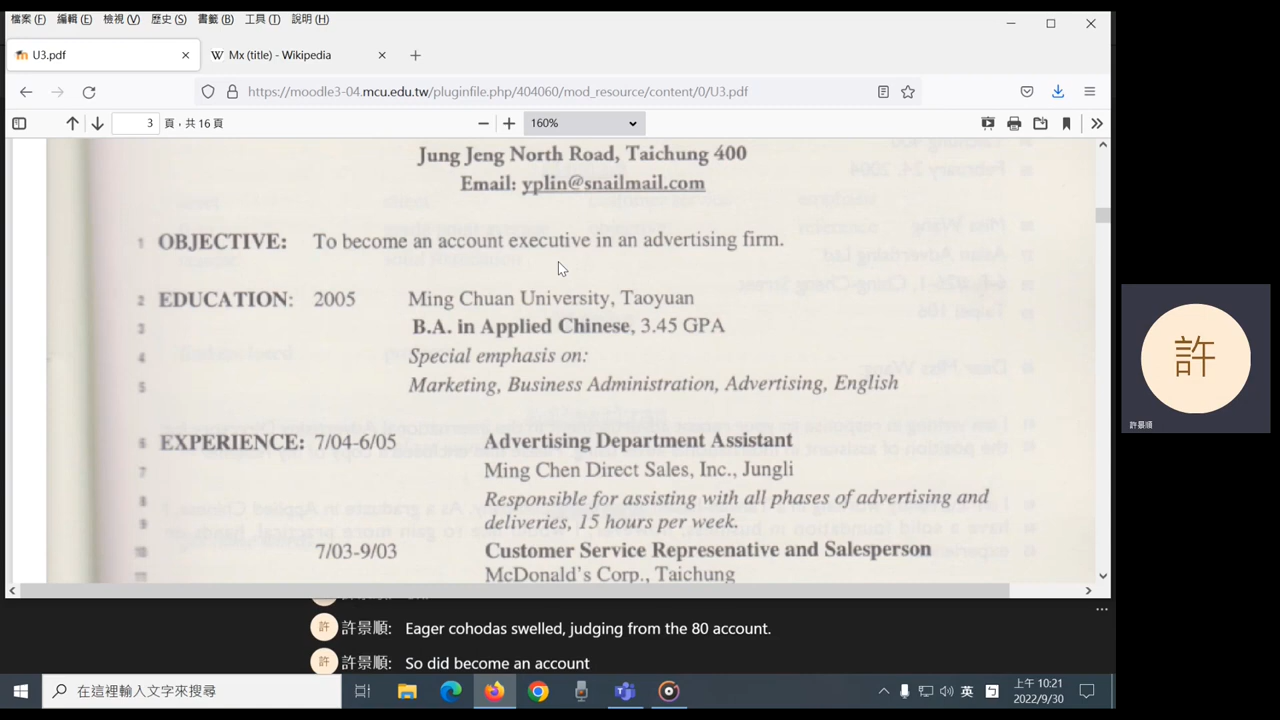 檔案 (F) 編輯 (E) 檢視 (V) 歷史 (S) 書籤 (B) 工具 (T) 說明 (H)
U3.pdf
W Mx (title) - Wikipedia
https://moodle3-04.mcu.edu.tw/pluginfile.php/404060/mod_resource/content/0/U3.pdf
3 頁，共 16 頁
160%
Jung Jeng North Road, Taichung 400
Email: yplin@snailmail.com
1 OBJECTIVE: To become an account executive in an advertising firm.
2 EDUCATION: 2005 Ming Chuan University, Taoyuan
3 B.A. in Applied Chinese, 3.45 GPA
4 Special emphasis on:
5 Marketing, Business Administration, Advertising, English
6 EXPERIENCE: 7/04-6/05 Advertising Department Assistant
7 Ming Chen Direct Sales, Inc., Jungli
8 Responsible for assisting with all phases of advertising and
9 deliveries, 15 hours per week.
10 7/03-9/03 Customer Service Represenative and Salesperson
11 McDonald's Corp., Taichung
許 許景順: Eager cohodas swelled, judging from the 80 account.
許 許景順: So did become an account
許
許景順
在這裡輸入文字來搜尋
英
上午 10:21
2022/9/30